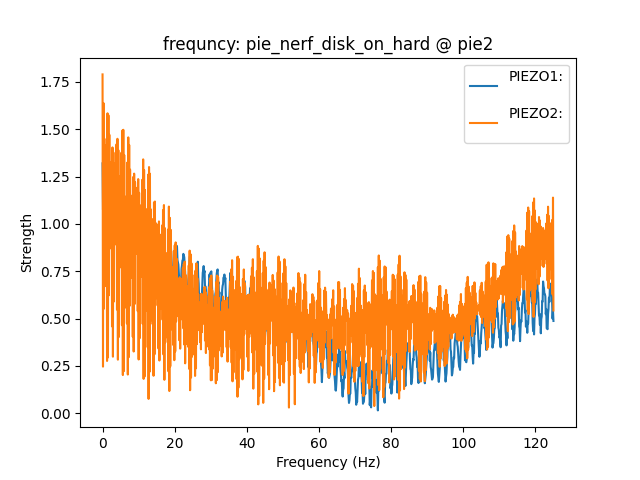 frequncy: pie_nerf_disk_on_hard @ pie2
PIEZO1:
PIEZO2:
Strength
1.75
1.50
1.25
1.00
0.75
0.50
0.25
0.00
0 20 40 60 80 100 120
Frequency (Hz)